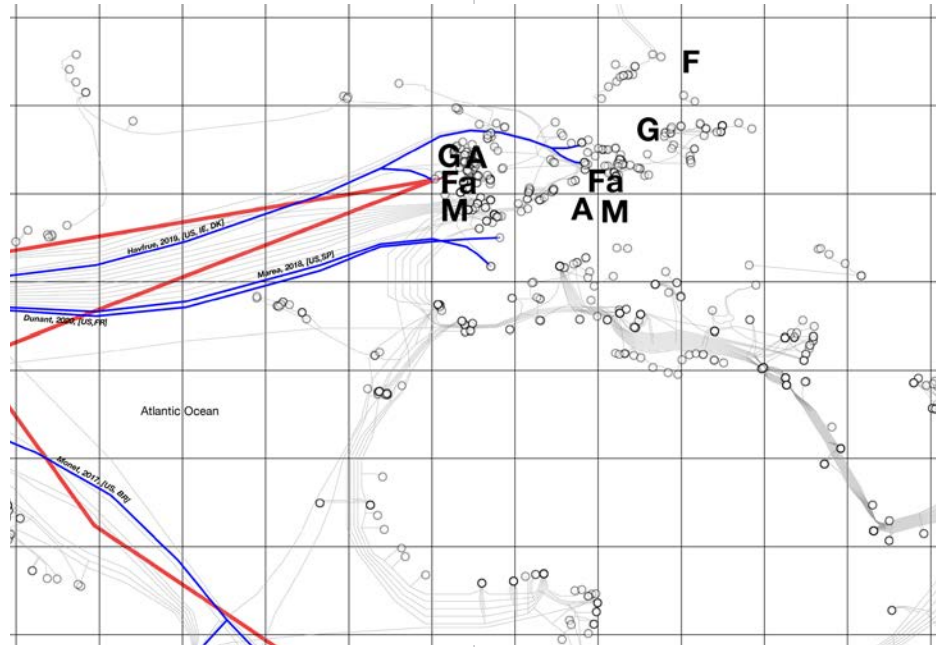 F
G
G A
Fa
Fa
M
A M
Havfrue, 2019, [US, IE, DK]
Marea, 2018, [US,SP]
Dunant, 2020, [US,FR]
Atlantic Ocean
Monet, 2017, [US, BR]